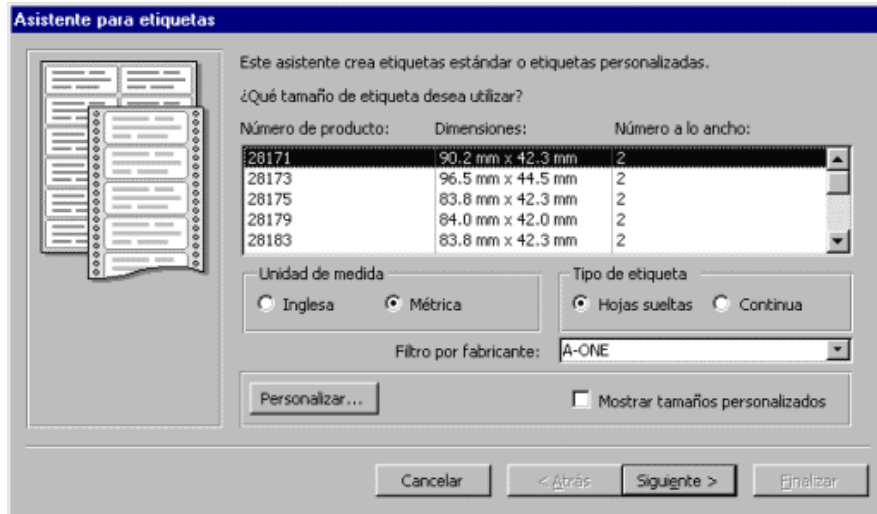 Asistente para etiquetas
Este asistente crea etiquetas estándar o etiquetas personalizadas.
¿Qué tamaño de etiqueta desea utilizar?
Número de producto: Dimensiones: Número a lo ancho:
28171 90.2 mm x 42.3 mm 2
28173 96.5 mm x 44.5 mm 2
28175 83.8 mm x 42.3 mm 2
28179 84.0 mm x 42.0 mm 2
28183 83.8 mm x 42.3 mm 2
Unidad de medida Tipo de etiqueta
Inglesa Métrica Hojas sueltas Continua
Filtro por fabricante: A-ONE
Personalizar... Mostrar tamaños personalizados
Cancelar < Atrás Siguiente > Finalizar